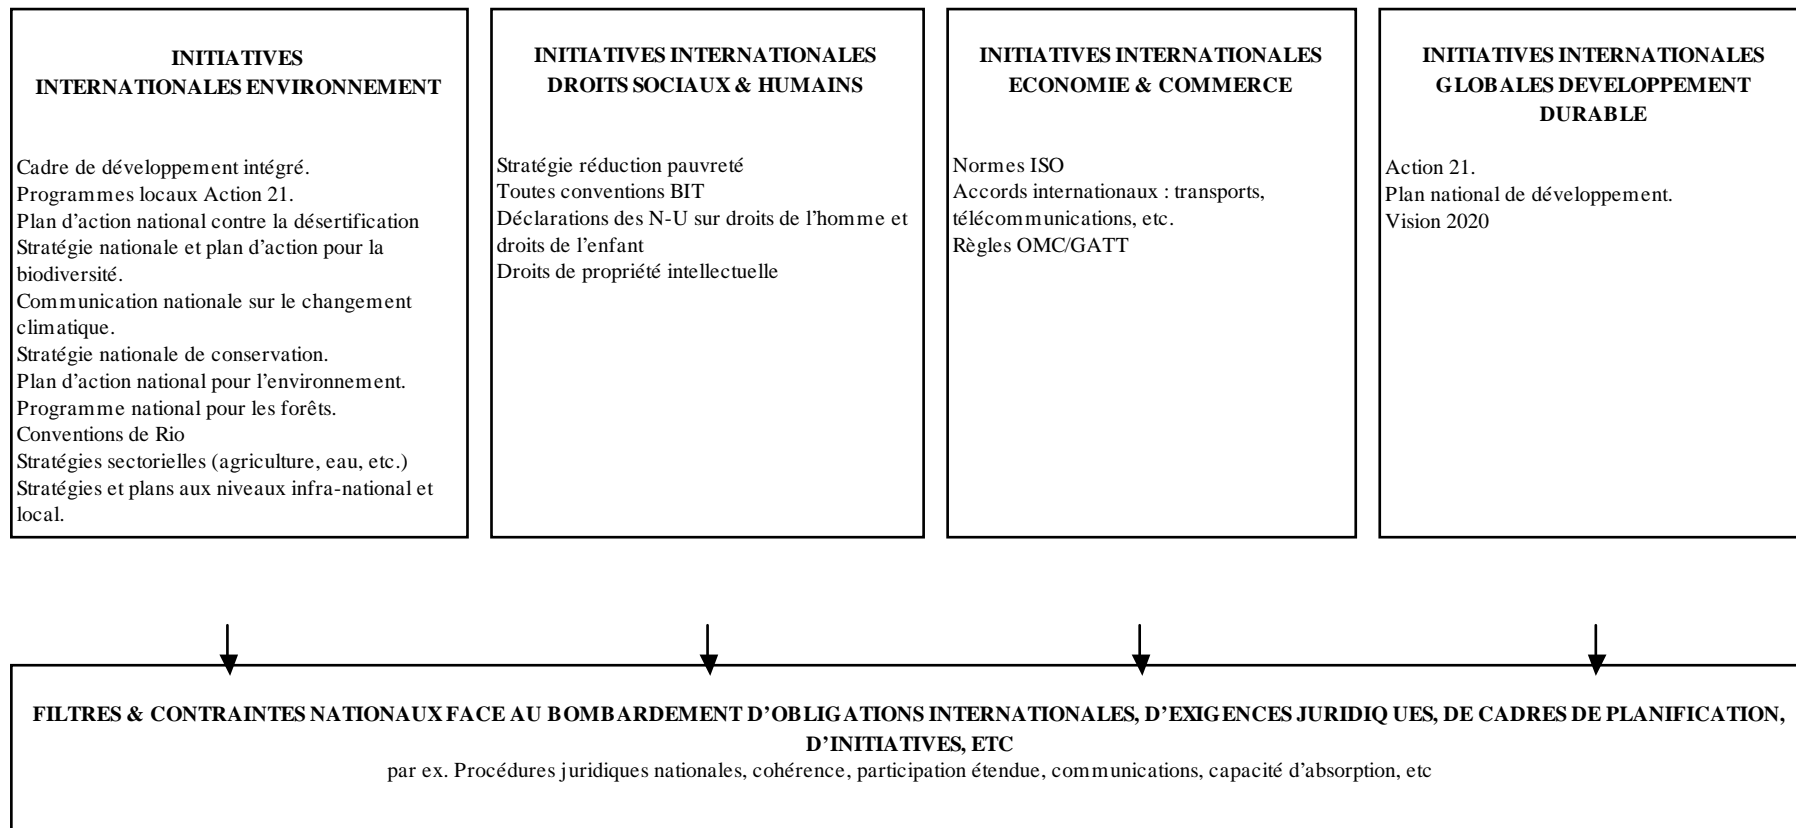 INITIATIVES
INTERNATIONALES ENVIRONNEMENT
Cadre de développement intégré.
Programmes locaux Action 21.
Plan d’action national contre la désertification
Stratégie nationale et plan d’action pour la
biodiversité.
Communication nationale sur le changement
climatique.
Stratégie nationale de conservation.
Plan d’action national pour l’environnement.
Programme national pour les forêts.
Conventions de Rio
Stratégies sectorielles (agriculture, eau, etc.)
Stratégies et plans aux niveaux infra-national et
local.
INITIATIVES INTERNATIONALES
DROITS SOCIAUX & HUMAINS
Stratégie réduction pauvreté
Toutes conventions BIT
Déclarations des N-U sur droits de l’homme et
droits de l’enfant
Droits de propriété intellectuelle
INITIATIVES INTERNATIONALES
ECONOMIE & COMMERCE
Normes ISO
Accords internationaux : transports,
télécommunications, etc.
Règles OMC/GATT
INITIATIVES INTERNATIONALES
GLOBALES DEVELOPPEMENT
DURABLE
Action 21.
Plan national de développement.
Vision 2020
FILTRES & CONTRAINTES NATIONAUX FACE AU BOMBARDEMENT D’OBLIGATIONS INTERNATIONALES, D’EXIGENCES JURIDIQUES, DE CADRES DE PLANIFICATION,
D’INITIATIVES, ETC
par ex. Procédures juridiques nationales, cohérence, participation étendue, communications, capacité d’absorption, etc